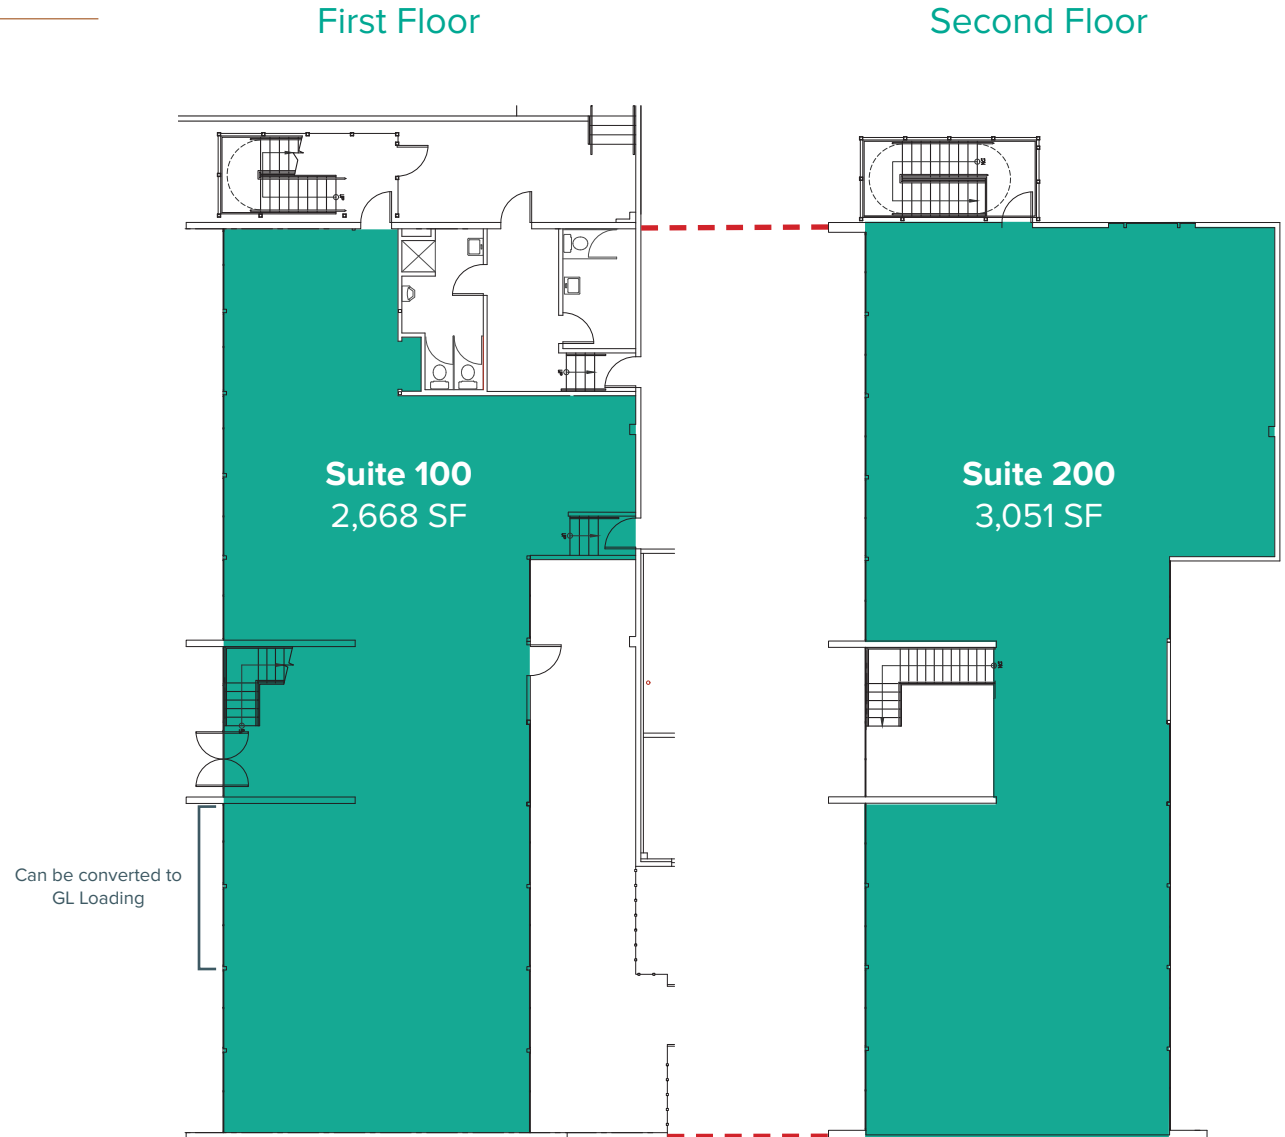 First Floor
Second Floor
Suite 100
2,668 SF
Suite 200
3,051 SF
Can be converted to
GL Loading